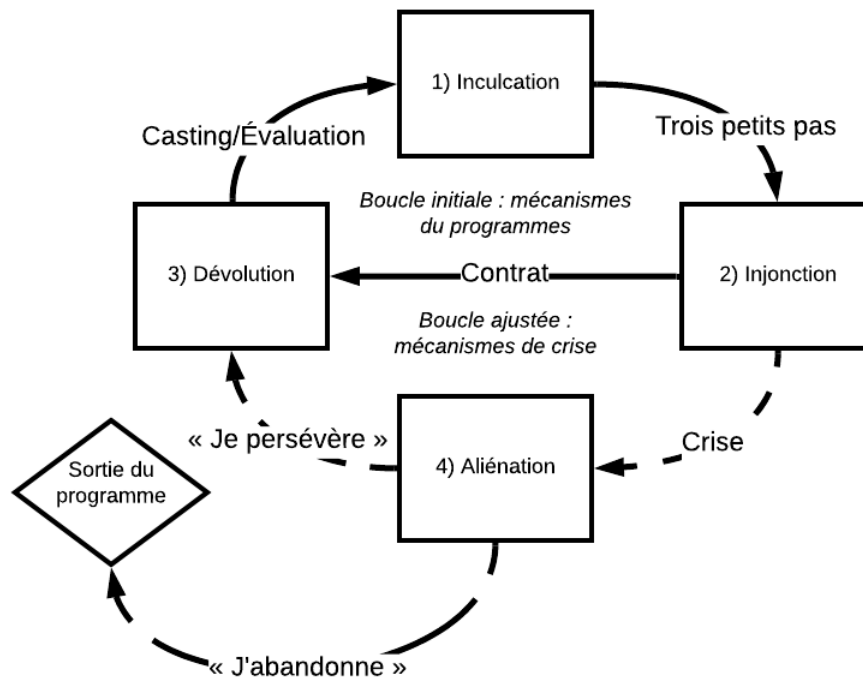 1) Inculcation
Casting/Évaluation
Trois petits pas
Boucle initiale : mécanismes
du programmes
3) Dévolution
Contrat
2) Injonction
Boucle ajustée :
mécanismes de crise
« Je persévère »
Crise
4) Aliénation
Sortie du
programme
« J'abandonne »